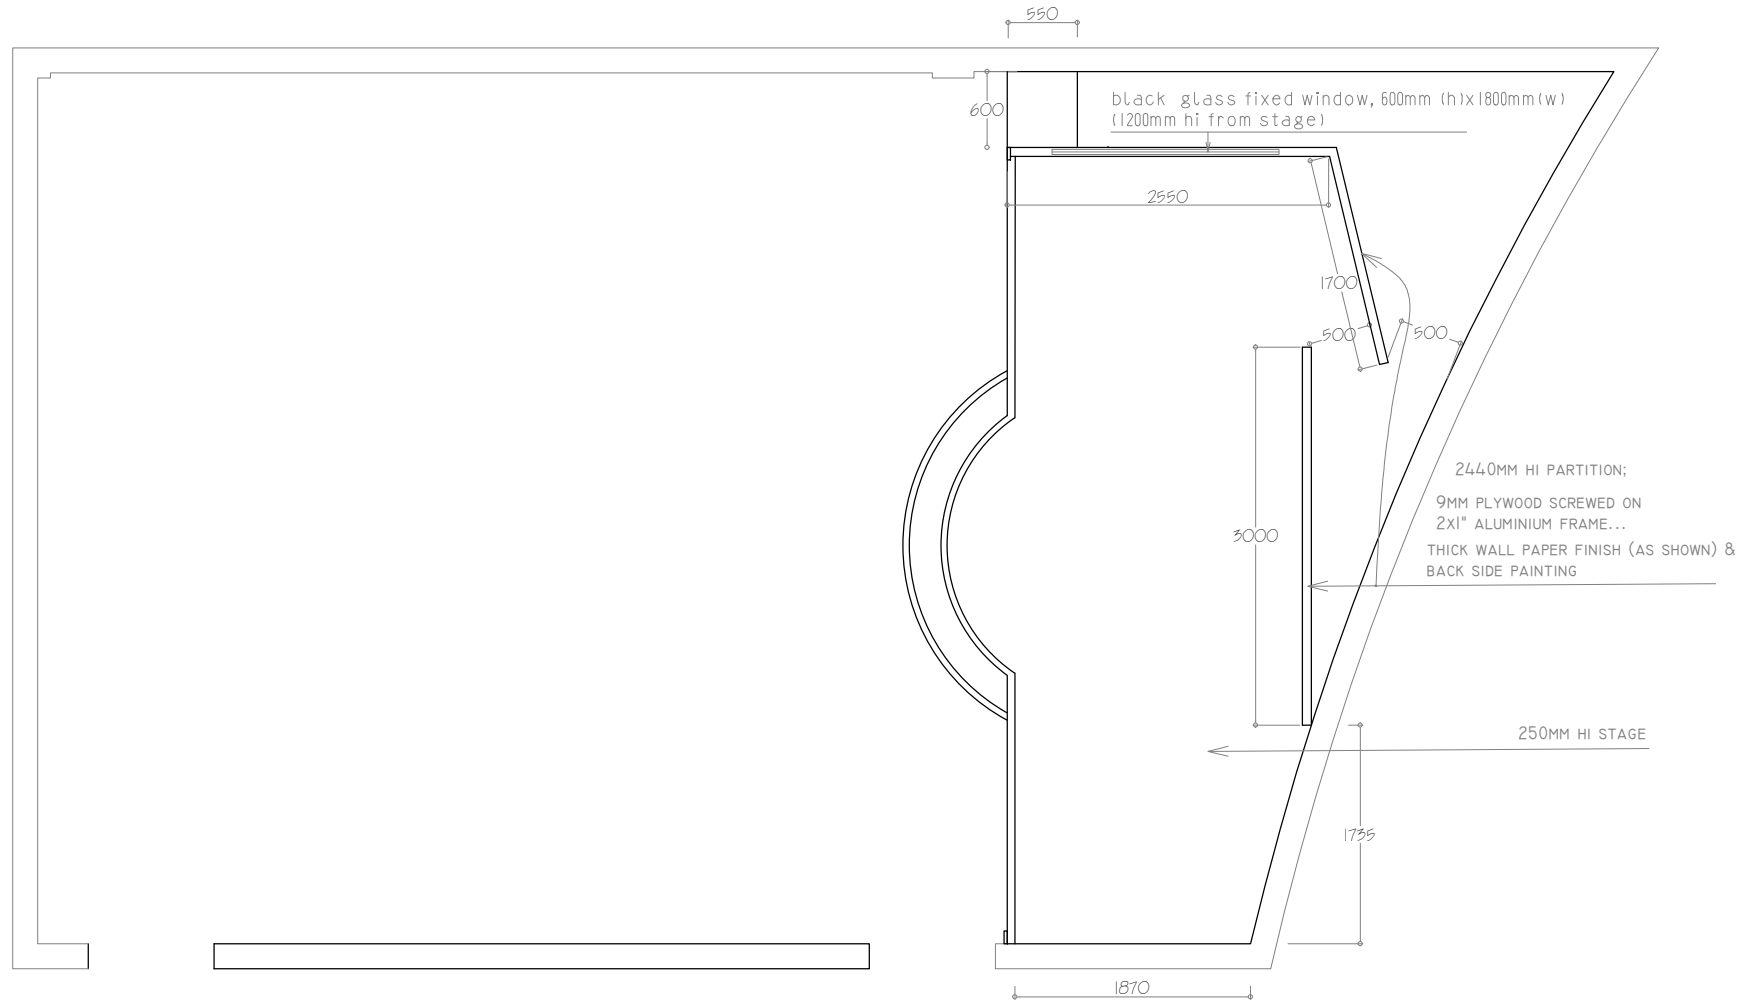 550
600
black glass fixed window, 600mm (h)x1800mm(w)
(1200mm hi from stage)
2550
1700
500
500
2440MM HI PARTITION;
9MM PLYWOOD SCREWED ON
2X1" ALUMINIUM FRAME...
THICK WALL PAPER FINISH (AS SHOWN) &
BACK SIDE PAINTING
3000
250MM HI STAGE
1735
1870